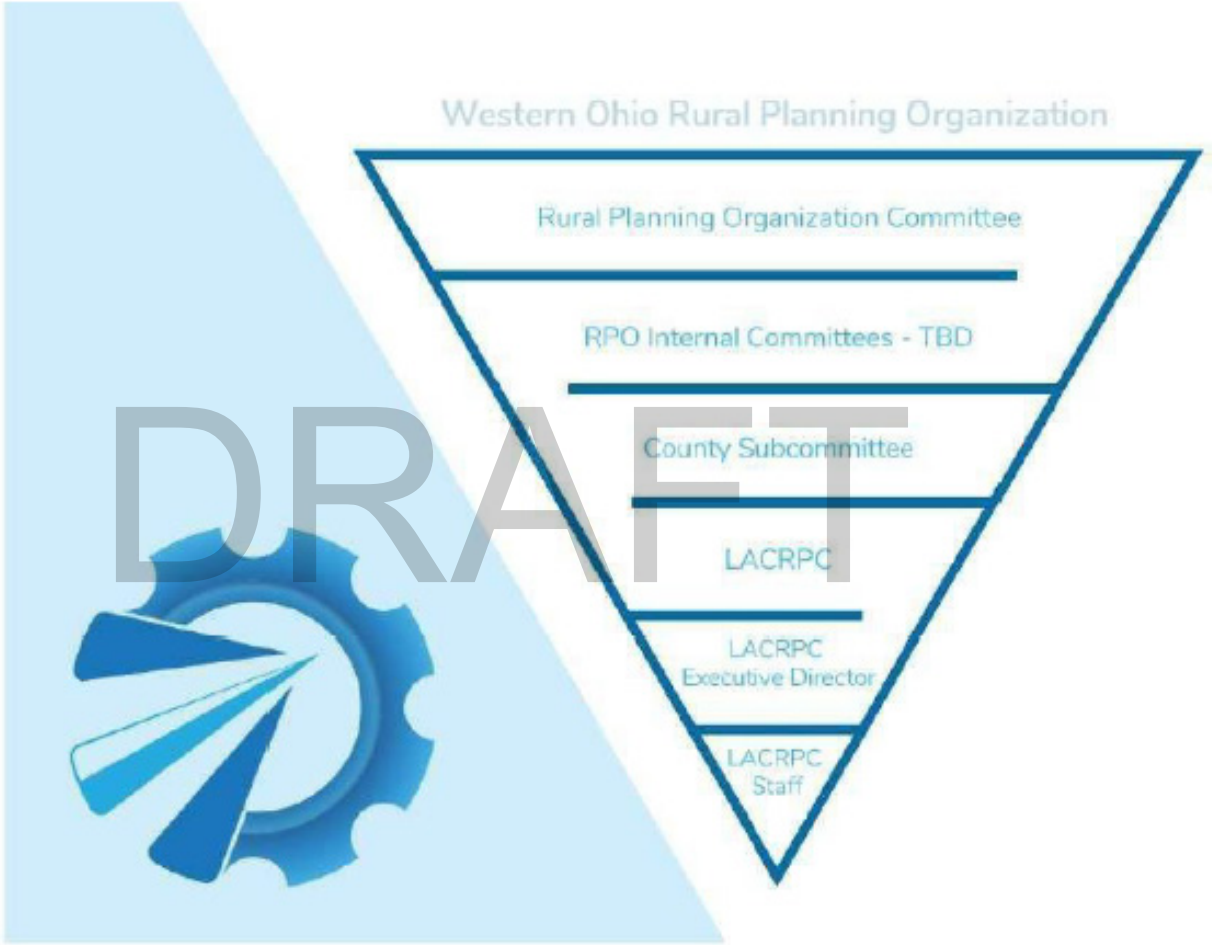 Western Ohio Rural Planning Organization
Rural Planning Organization Committee
RPO Internal Committees - TBD
County Subcommittee
DRAFT
LACRPC
LACRPC
Executive Director
LACRPC
Staff